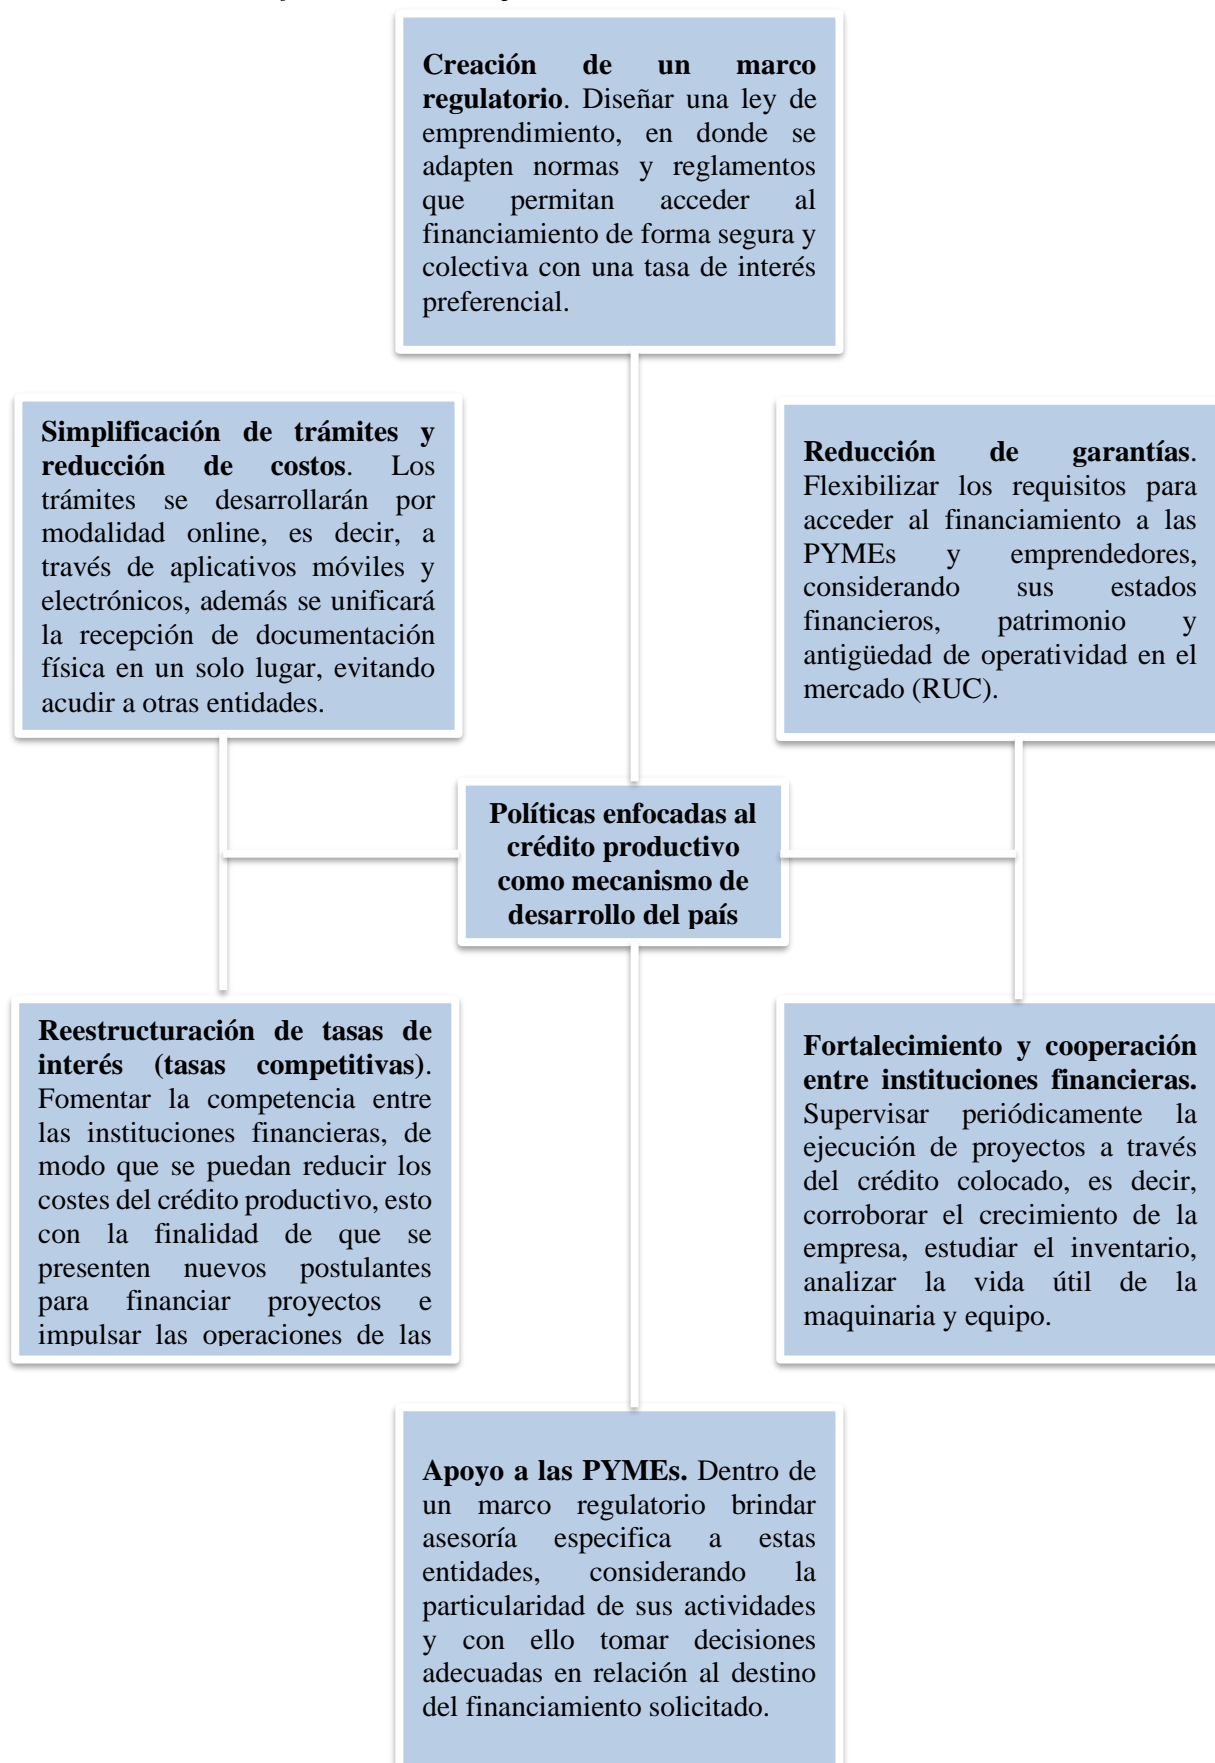 Creación de un marco
regulatorio. Diseñar una ley de
emprendimiento, en donde se
adapten normas y reglamentos
que permitan acceder al
financiamiento de forma segura y
colectiva con una tasa de interés
preferencial.
Simplificación de trámites y
reducción de costos. Los
trámites se desarrollarán por
modalidad online, es decir, a
través de aplicativos móviles y
electrónicos, además se unificará
la recepción de documentación
física en un solo lugar, evitando
acudir a otras entidades.
Reducción de garantías.
Flexibilizar los requisitos para
acceder al financiamiento a las
PYMEs y emprendedores,
considerando sus estados
financieros, patrimonio y
antigüedad de operatividad en el
mercado (RUC).
Políticas enfocadas al
crédito productivo
como mecanismo de
desarrollo del país
Reestructuración de tasas de
interés (tasas competitivas).
Fomentar la competencia entre
las instituciones financieras, de
modo que se puedan reducir los
costes del crédito productivo, esto
con la finalidad de que se
presenten nuevos postulantes
para financiar proyectos e
impulsar las operaciones de las
Fortalecimiento y cooperación
entre instituciones financieras.
Supervisar periódicamente la
ejecución de proyectos a través
del crédito colocado, es decir,
corroborar el crecimiento de la
empresa, estudiar el inventario,
analizar la vida útil de la
maquinaria y equipo.
Apoyo a las PYMEs. Dentro de
un marco regulatorio brindar
asesoría especifica a estas
entidades, considerando la
particularidad de sus actividades
y con ello tomar decisiones
adecuadas en relación al destino
del financiamiento solicitado.